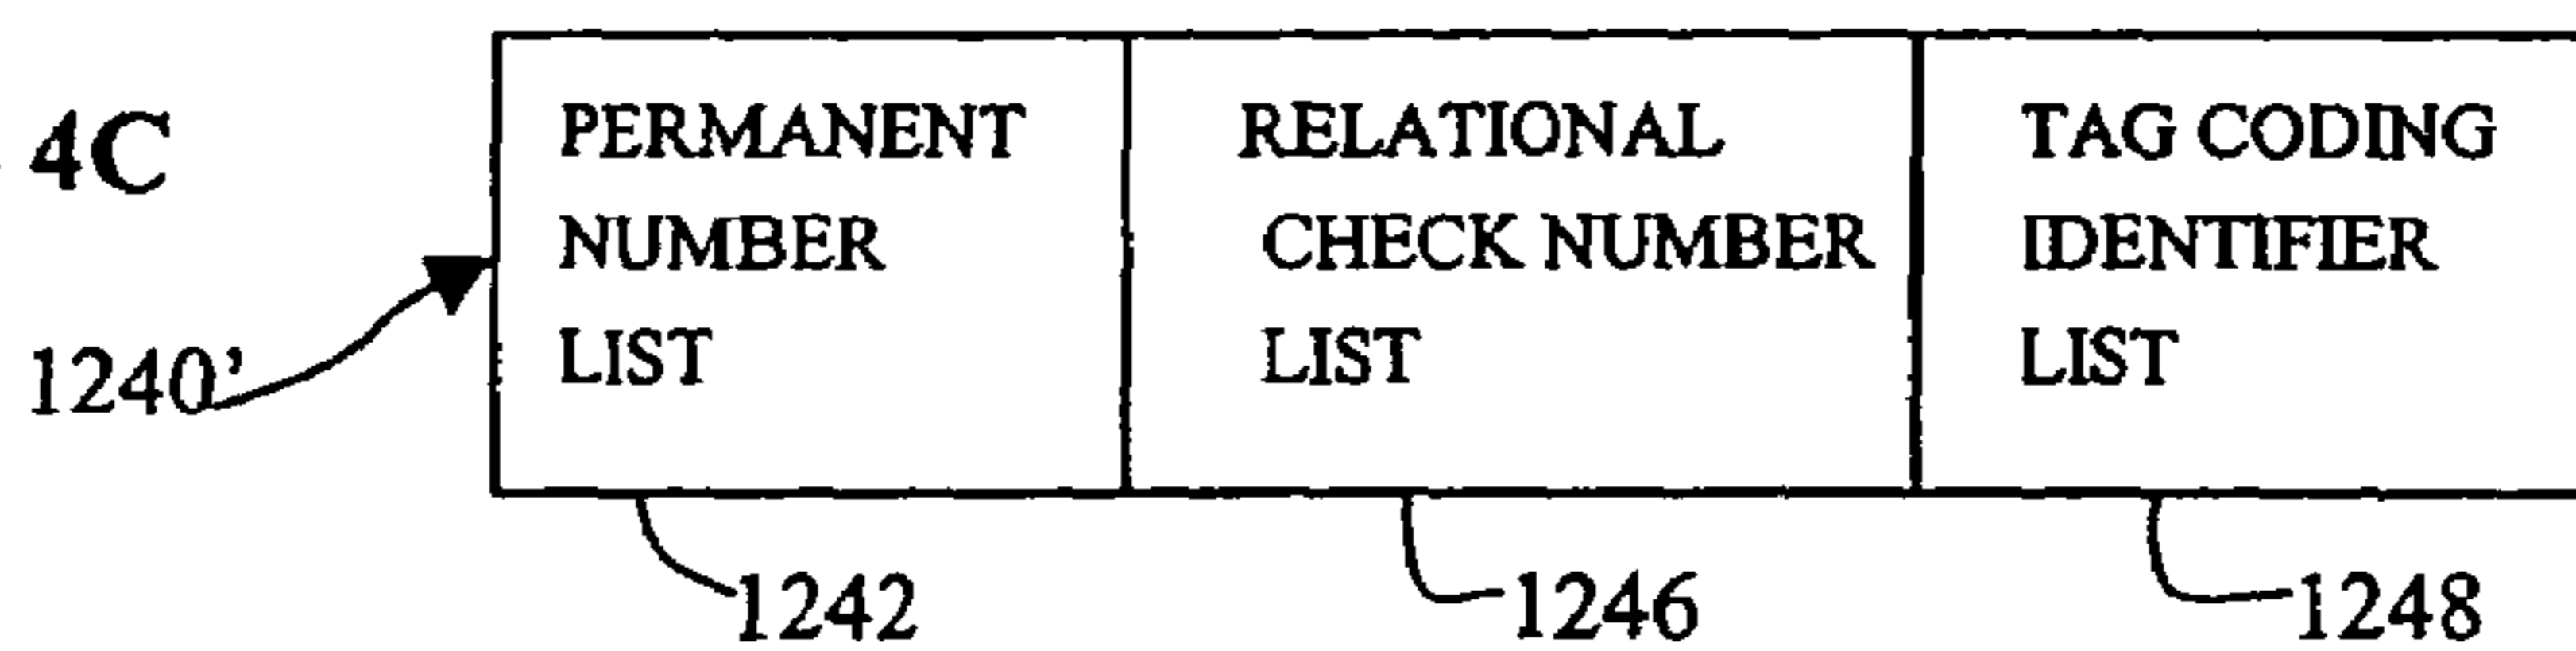 4C
PERMANENT
NUMBER
LIST
RELATIONAL
CHECK NUMBER
LIST
TAG CODING
IDENTIFIER
LIST
1240’
1242
1246
1248